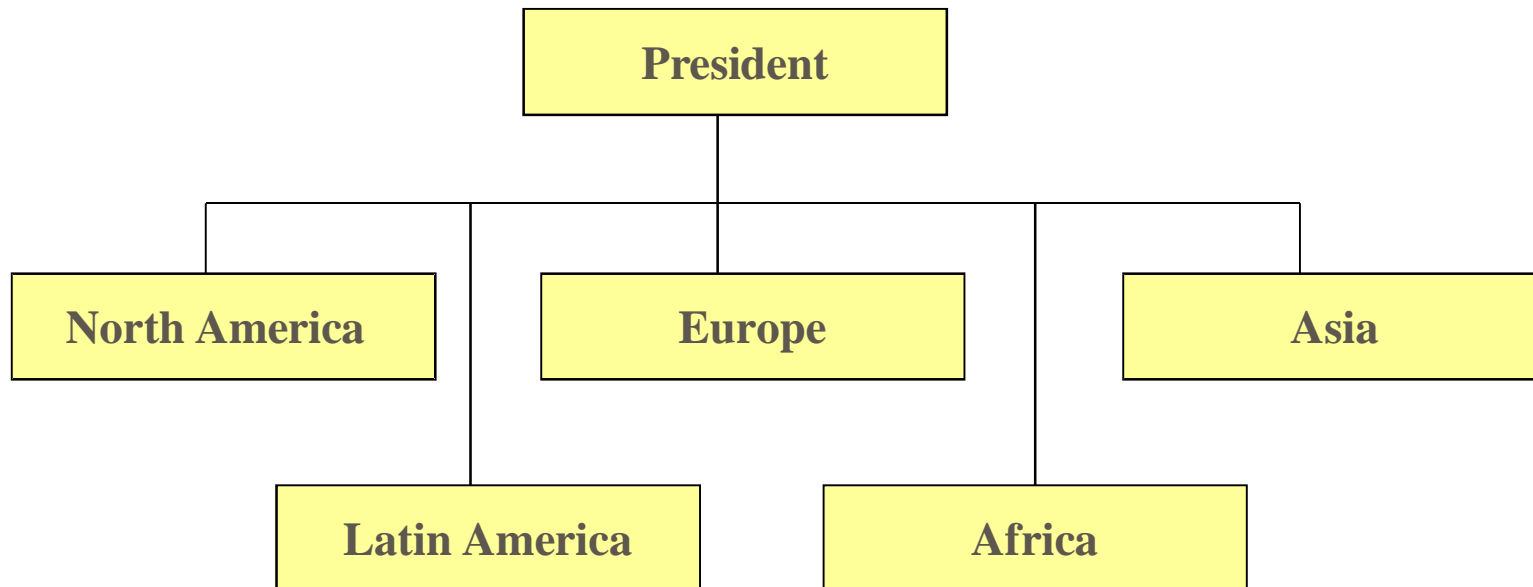 President
North America
Europe
Asia
Latin America
Africa